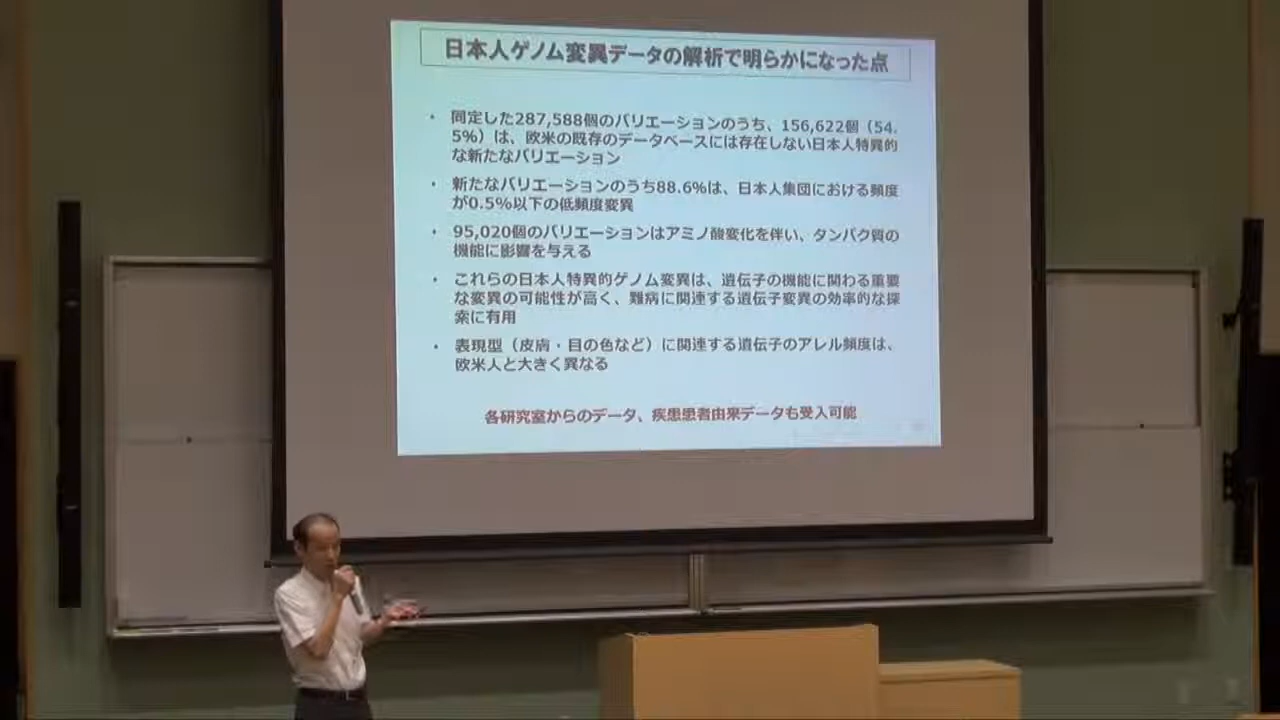 日本人ゲノム変異データの解析で明らかになった点
・ 同定した287,588個のバリエーションのうち、156,622個（54.
5%）は、欧米の既存のデータベースには存在しない日本人特異的
な新たなバリエーション
・ 新たなバリエーションのうち88.6%は、日本人集団における頻度
が0.5%以下の低頻度変異
・ 95,020個のバリエーションはアミノ酸変化を伴い、タンパク質の
機能に影響を与える
・ これらの日本人特異的ゲノム変異は、遺伝子の機能に関わる重要
な変異の可能性が高く、難病に関連する遺伝子変異の効率的な探
索に有用
・ 表現型（皮膚・目の色など）に関連する遺伝子のアレル頻度は、
欧米人と大きく異なる
各研究室からのデータ、疾患患者由来データも受入可能